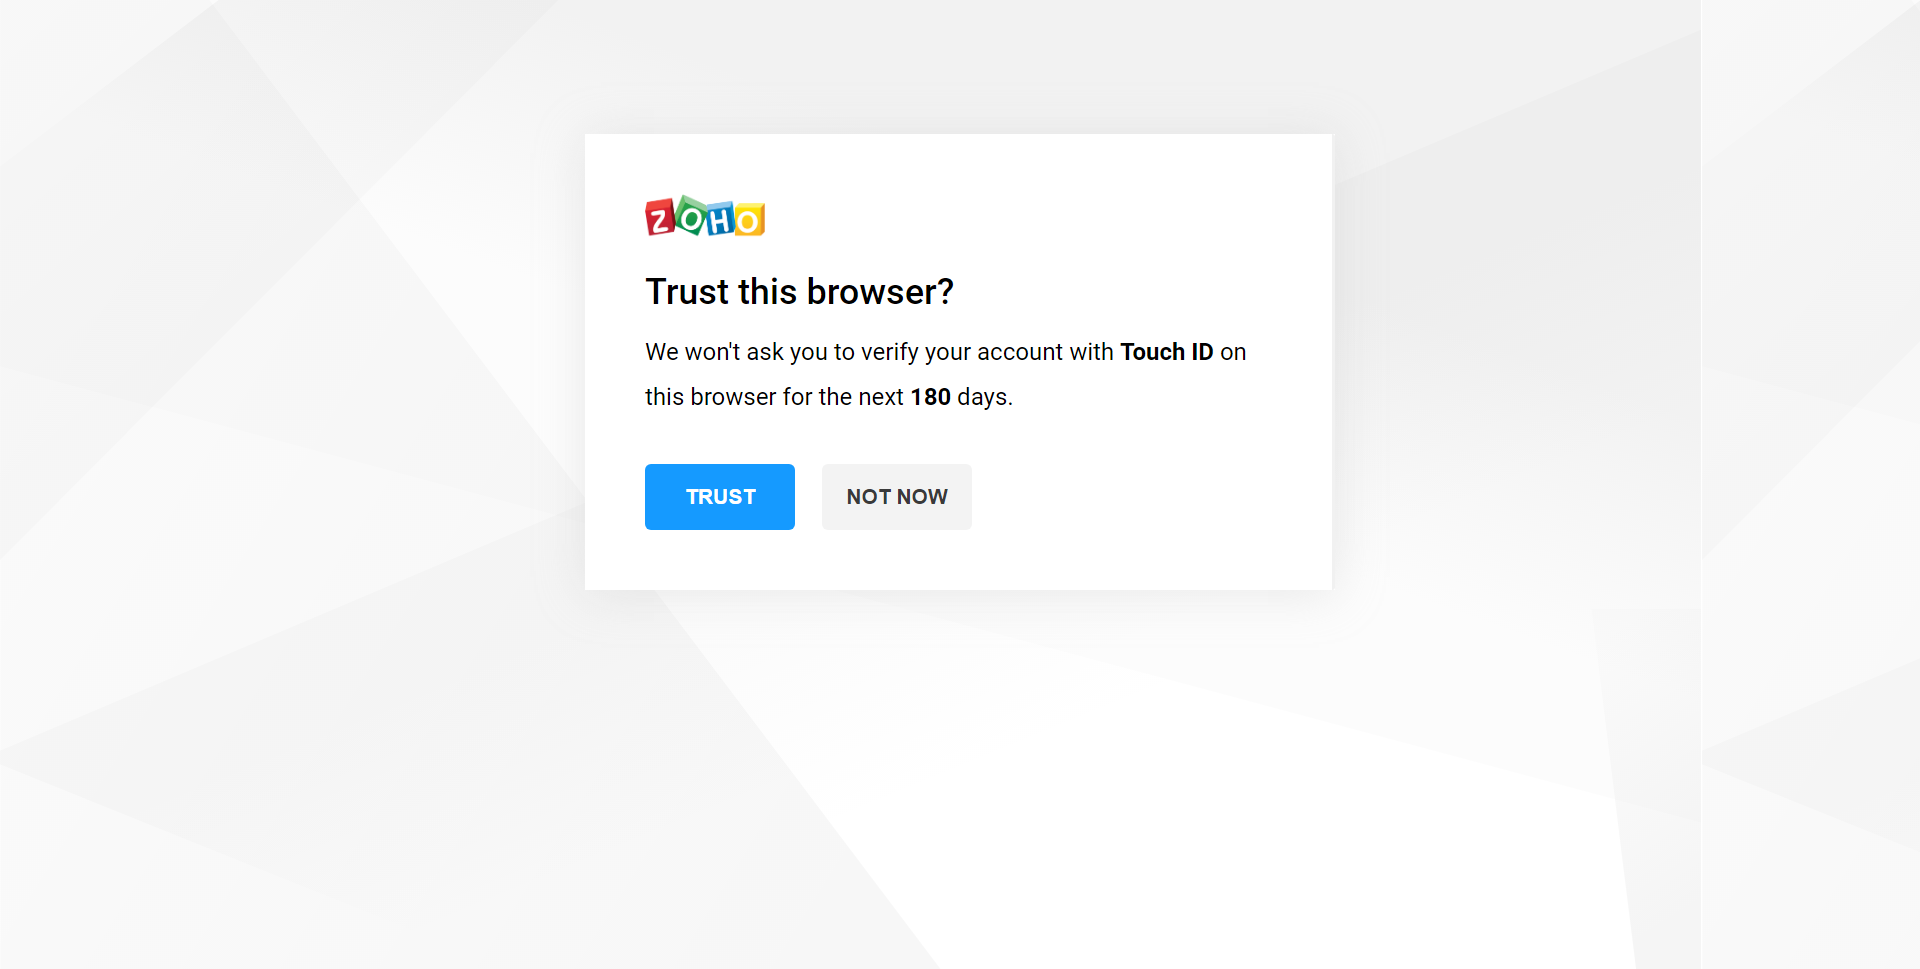 ZOHO
Trust this browser?
We won't ask you to verify your account with Touch ID on
this browser for the next 180 days.
TRUST
NOT NOW